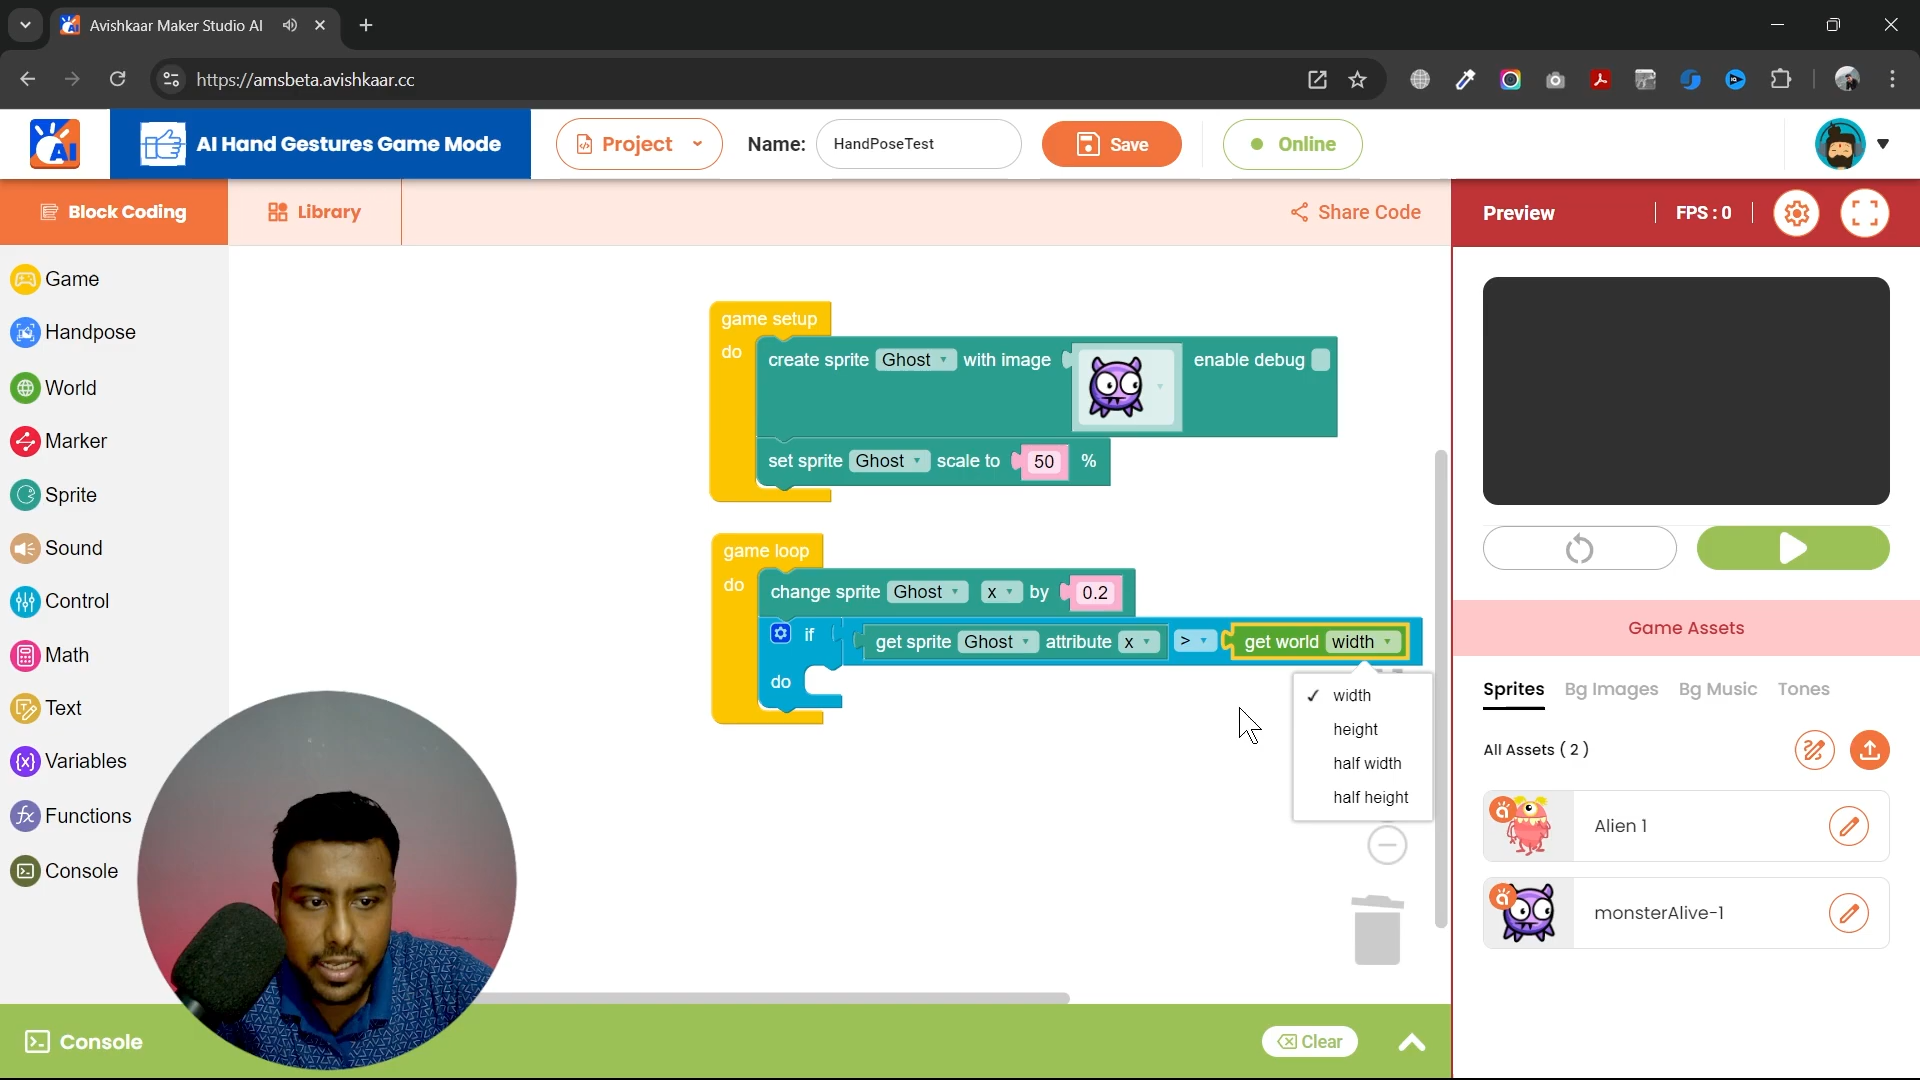 Avishkaar Maker Studio AI
https://amsbeta.avishkaar.cc
AI
AI Hand Gestures Game Mode
Project
Name:
HandPoseTest
Save
Online
Block Coding
Library
Share Code
Preview
FPS : 0
Game
Handpose
World
Marker
Sprite
Sound
Control
Math
Text
Variables
Functions
Console
game setup
do
create sprite Ghost with image
enable debug
set sprite Ghost scale to 50 %
game loop
do
change sprite Ghost x by 0.2
if get sprite Ghost attribute x > get world width
do
✓ width
height
half width
half height
Game Assets
Sprites
Bg Images
Bg Music
Tones
All Assets ( 2 )
Alien 1
monsterAlive-1
Console
Clear